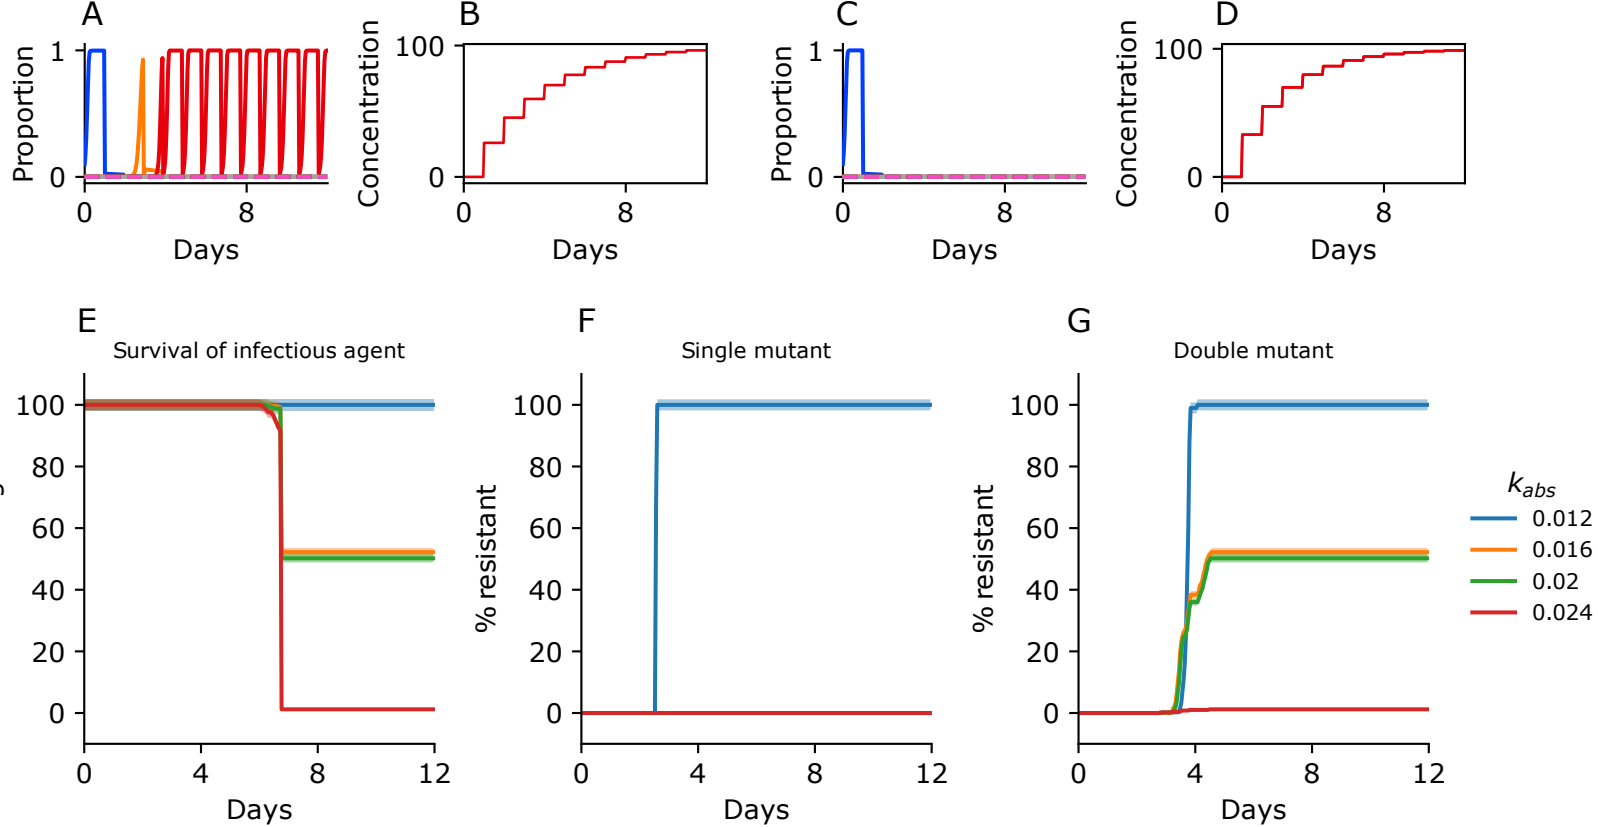 A
B
C
D
Proportion
1
0
0
8
Days
Concentration
100
0
0
8
Days
Proportion
1
0
0
8
Days
Concentration
100
0
0
8
Days
E
Survival of infectious agent
100
80
60
40
20
0
0
4
8
12
Days
F
Single mutant
% resistant
100
80
60
40
20
0
0
4
8
12
Days
G
Double mutant
% resistant
100
80
60
40
20
0
0
4
8
12
Days
k_abs
0.012
0.016
0.02
0.024